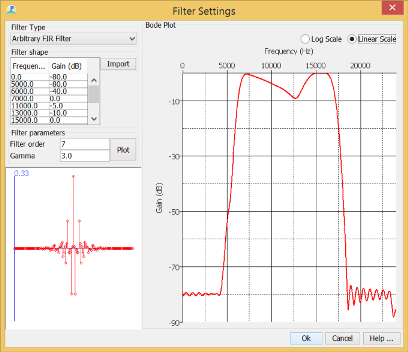 Filter Settings
Filter Type
Arbitrary FIR Filter
Filter shape
Frequen... Gain (dB)
0.0 -80.0
5000.0 -80.0
6000.0 -40.0
7000.0 0.0
11000.0 -5.0
13000.0 -10.0
15000.0 0.0
Import
Filter parameters
Filter order 7
Gamma 3.0
Plot
0.33
Bode Plot
Log Scale Linear Scale
Frequency (Hz)
0 5000 10000 15000 20000
Gain (dB)
-10
-30
-50
-70
-90
Ok Cancel Help ...